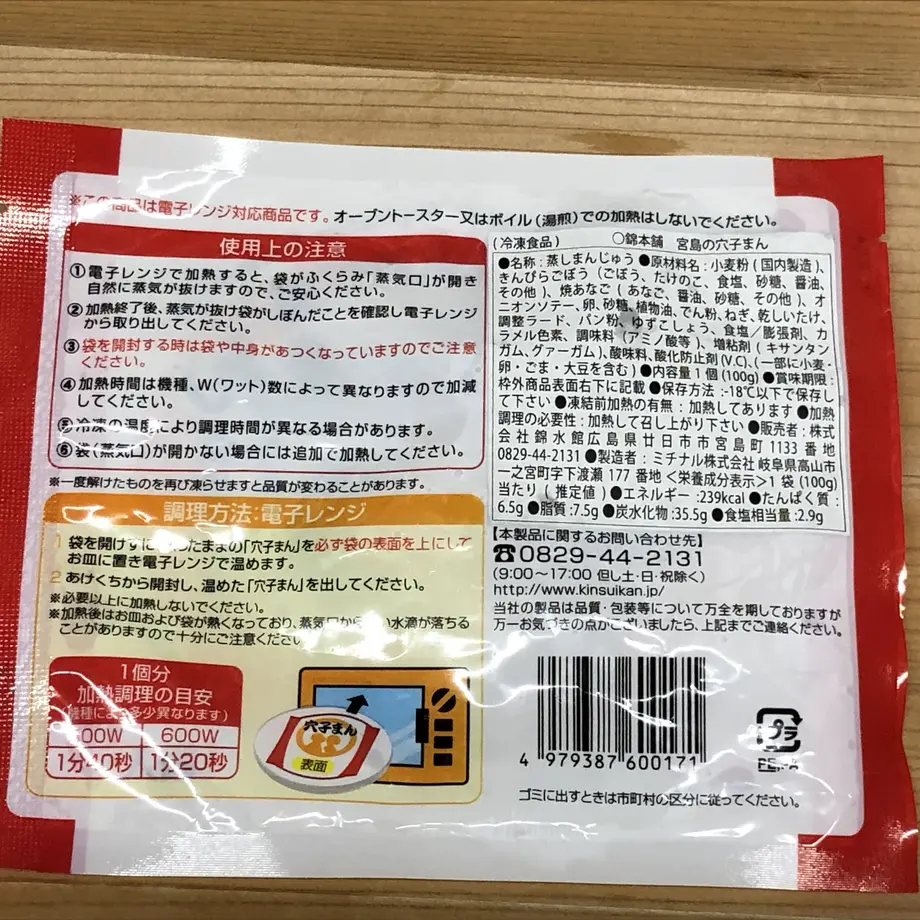 ※この商品は電子レンジ対応商品です。オーブントースター又はボイル(湯煎)での加熱はしないでください。
使用上の注意
①電子レンジで加熱すると、袋がふくらみ「蒸気口」が開き
自然に蒸気が抜けますので、ご安心ください。
②加熱終了後、蒸気が抜け袋がしぼんだことを確認し電子レンジ
から取り出してください。
③袋を開封する時は袋や中身があつくなっていますのでご注意
ください。
④加熱時間は機種、W(ワット)数によって異なりますので加減
してください。
⑤冷凍の温度により調理時間が異なる場合があります。
⑥袋(蒸気口)が開かない場合には追加で加熱してください。
※一度解けたものを再び凍らせますと品質が変わることがあります。
調理方法:電子レンジ
1 袋を開けずに ったままの「穴子まん」を必ず袋の表面を上にして
お皿に置き電子レンジで温めます。
2 あけくちから開封し、温めた「穴子まん」を出してください。
※必要以上に加熱しないでください。
※加熱後はお皿および袋が熱くなっており、蒸気口から い水滴が落ちる
ことがありますので十分にご注意ください
1個分
加熱調理の目安
(機種により多少異なります)
500W 600W
1分40秒 1分20秒
穴子まん
表面
(冷凍食品) ○錦本舗 宮島の穴子まん
●名称:蒸しまんじゅう●原材料名:小麦粉(国内製造)、
きんぴらごぼう(ごぼう、たけのこ、食塩、砂糖、醤油、
その他)、焼あなご(あなご、醤油、砂糖、その他)、オ
ニオンソテー、卵、砂糖、植物油、でん粉、ねぎ、乾しいたけ、
調整ラード、パン粉、ゆずこしょう、食塩/膨張剤、カ
ラメル色素、調味料(アミノ酸等)、増粘剤(キサンタン
ガム、グァーガム)、酸味料、酸化防止剤(V.C)、(一部に小麦・
卵・ごま・大豆を含む)●内容量1個(100g)●賞味期限:
枠外商品表面右下に記載●保存方法:-18℃以下で保存し
て下さい●凍結前加熱の有無:加熱してあります●加熱
調理の必要性:加熱して召し上がり下さい●販売者:株式
会社錦水館広島県廿日市市宮島町1133番地
0829-44-2131●製造者:ミチナル株式会社岐阜県高山市
一之宮町字下渡瀬177番地<栄養成分表示>1袋(100g)
当たり(推定値)●エネルギー:239kcal●たんぱく質:
6.5g●脂質:7.5g●炭水化物:35.5g●食塩相当量:2.9g
【本製品に関するお問い合わせ先】
☎0829-44-2131
(9:00〜17:00 但し土・日・祝除く)
http://www.kinsuikan.jp/
当社の製品は品質・包装等について万全を期しておりますが
万一お気づきの点がございましたら、上記までご連絡ください。
4 979387 600171
プラ
PE,PA
ゴミに出すときは市町村の区分に従ってください。